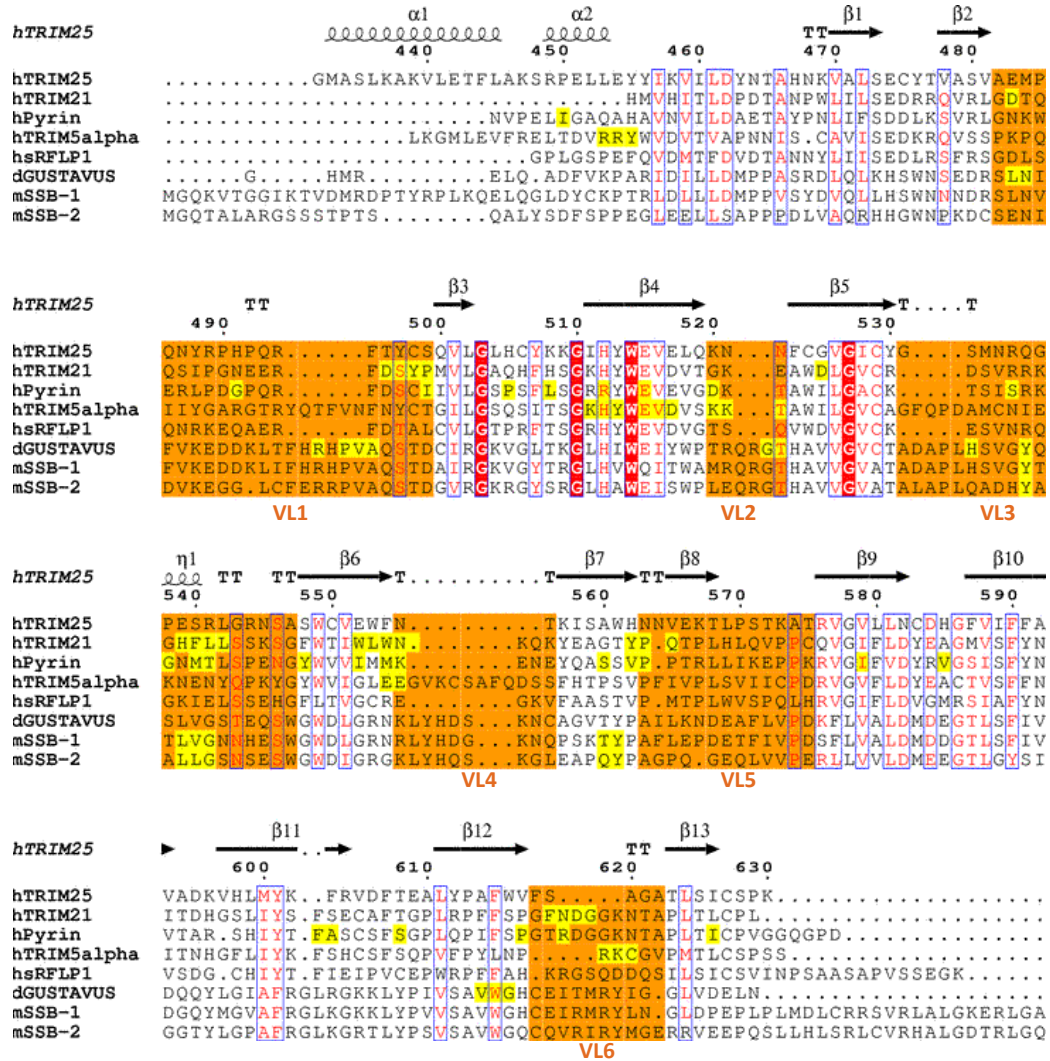 α1 α2 β1 β2
hTRIM25 TT
440 450 460 470 480
hTRIM25 ...........................GMASLKAKVLETFLAKSRPELLEYYIKVILDYNTAHNKVALSECYTVASVAEMP
hTRIM21 ..................................................HMVHITLDPDTANPWLILSEDRRQVRLGDTQ
hPyrin ........................NVPELIGAQAHAVNVILDAETAYPNLIFSDDLKSVRLGNKW
hTRIM5alpha ..................LKGMLEVFRELTDVRRYWVDVTVAPNNIS.CAVISEDKRQVSSPKPQ
hsRFLP1 ...........................GPLGSPEFQVDMTFDVDTANNYLIISEDLRSFRSGDLS
dGUSTAVUS ......G.....HMR.......ELQ.ADFVKPARIDILLDMPPASRDLQLKHSWNSEDRSLNI
mSSB-1 MGQKVTGGIKTVDMRDPTYRPLKQELQGLDYCKPTRLDLLLDMPPVSYDVQLLHSWNNNDRSLNV
mSSB-2 MGQTALARGSSSTPTS........QALYSDFSPPEGLEELLSAPPPDLVAQRHHGWNPKDCSENI
β3 β4 β5
hTRIM25 TT T....T
490 500 510 520 530
hTRIM25 QNYRPHPQR......FTYCSQVLGLHCYKKGIHYWEVELQKN...NFCGVGICYG....SMNRQG
hTRIM21 QSIPGNEER......FDSYPMVLGAQHFHSGKHYWEVDVTGK...EAWDLGVCR.....DSVRRK
hPyrin ERLPDGPQR......FDSCIIVLGSPSFLSGRRYWEVEVGDK...TAWILGACK.....TSISRK
hTRIM5alpha IIYGARGTRYQTFVNFNYCTGILGSQSITSGKHYWEVDVSKK...TAWILGVCAGFQPDAMCNIE
hsRFLP1 QNRKEQAER......FDTALCVLGTPRFTSGRHYWEVDVGTS...QVWDVGVCK.....ESVNRQ
dGUSTAVUS FVKEDDKLTFHRHPVAQSTDCIRGKVGLTKGLHIWEIYWPTRQRGTHAVVGVCTADAPLHSVGYQ
mSSB-1 FVKEDDKLIFHRHPVAQSTDAIRGKVGYTRGLHVWQITWAMRQRGTHAVVGVATADAPLHSVGYT
mSSB-2 DVKEGG.LCFERRPVAQSTDGVRGKRGYSRGLHAWEISWPLEQRGTHAVVGVATALAPLQADHYA
VL1 VL2 VL3
η1 β6 β7 β8 β9 β10
hTRIM25 TT TT T...........T TT
540 550 560 570 580 590
hTRIM25 PESRLGRNSASWCVEWFN............TKISAWHNNVEKTLPSTKATRVGVLLNCDHGFVIFFA
hTRIM21 GHFLLSSKSGFWTIWLWN............KQKYEAGTYP.QTPLHLQVPPCQVGIFLDYEAGMVSFYN
hPyrin GNMTLSPENGYWVVIMMK............ENEYQASSVP.PTRLLIKEPPKRVGIFVDYRVGSISFYN
hTRIM5alpha KNENYQPKYGYWVIGLEEGVKCSAFQDSSFHTPSVPFIVPLSVIICPDRVGVFLDYEACTVSFFN
hsRFLP1 GKIELSSEHGFLTVGCRE............GKVFAASTVP.MTPLWVSPQLHRVGIFLDVGMRSIAFYN
dGUSTAVUS SLVGSTEQSWGWDLGRNKLYHDS...KNCAGVTYPAILKNDEAFLVPDKFLVALDMDEGTLSFIV
mSSB-1 TLVGNNHESWGWDLGRNRLYHDG...KNQPSKTYPAFLEPDETFIVPDSFLVALDMDDGTLSFIV
mSSB-2 ALLGSNSESWGWDIGRGKLYHQS...KGLEAPQYPAGPQ.GEQLVVPERLLVVLDMEEGTLGYSI
VL4 VL5
β11 β12 β13
hTRIM25 .. TT
600 610 620 630
hTRIM25 VADKVHLMYK.FRVDFTEALYPAFWVFS.....AGATLSICSPK.....................
hTRIM21 ITDHGSLIYS.FSECAFTGPLRPFFSPGFNDGGKNTAPLTLCPL.....................
hPyrin VTAR.SHIYT.FASCSFSGPLQPIFSPGTRDGGKNTAPLTICPVGGQGPD...............
hTRIM5alpha ITNHGFLIYK.FSHCSFSQPVFPYLNP......RKCGVPMTLCSPSS..................
hsRFLP1 VSDG.CHIYT.FIEIPVCEPWRPFFAH.KRGSQDDQSILSICSVINPSAASAPVSSEGK......
dGUSTAVUS DQQYLGIAFRGLRGKKLYPIVSAVWGHCEITMRYIG.GLVDELN.....................
mSSB-1 DGQYMGVAFRGLKGKKLYPVVSAVWGHCEIRMRYLN.GLDPEPLPLMDLCRRSVRLALGKERLGA
mSSB-2 GGTYLGPAFRGLKGRTLYPSVSAVWGQCQVRIRYMGERRVEEPQSLLHLSRLCVRHALGDTRLGQ
VL6